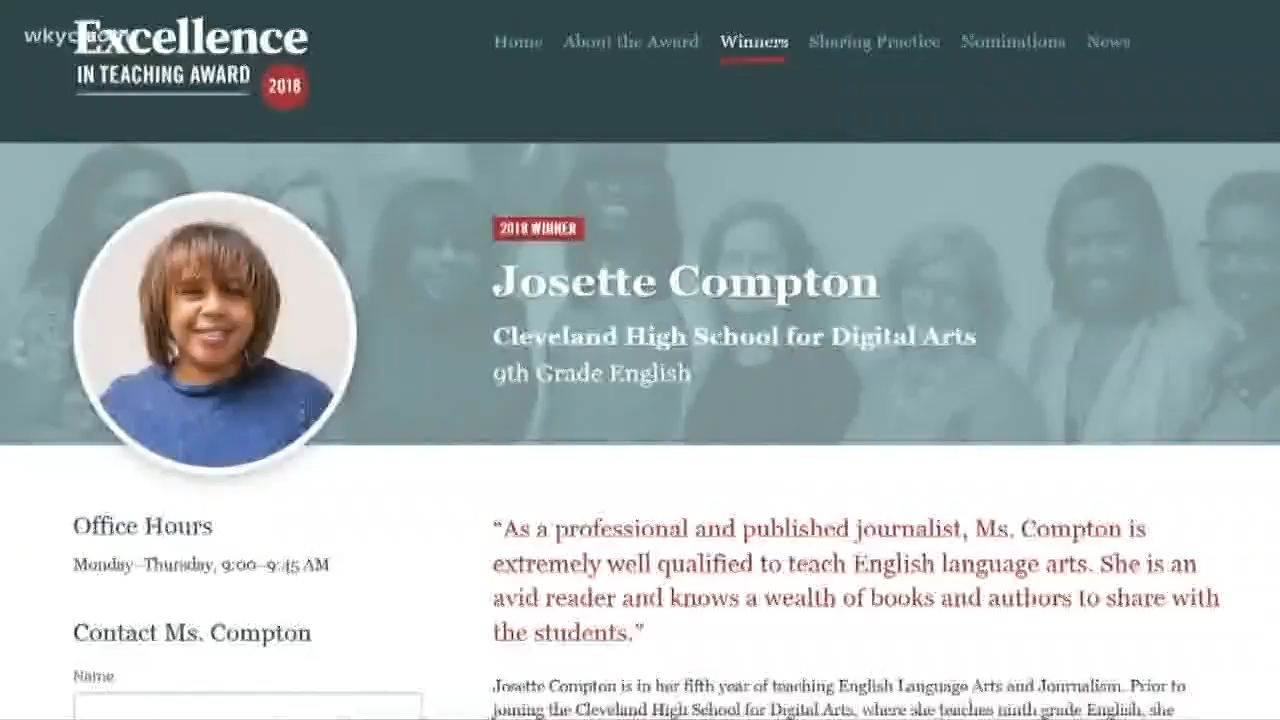 Excellence
IN TEACHING AWARD
2018
Home About the Award Winners Sharing Practice Nominations News
2018 WINNER
Josette Compton
Cleveland High School for Digital Arts
9th Grade English
Office Hours
Monday–Thursday, 9:00–9:45 AM
Contact Ms. Compton
Name
“As a professional and published journalist, Ms. Compton is
extremely well qualified to teach English language arts. She is an
avid reader and knows a wealth of books and authors to share with
the students.”
Josette Compton is in her fifth year of teaching English Language Arts and Journalism. Prior to
joining the Cleveland High School for Digital Arts, where she teaches ninth grade English, she